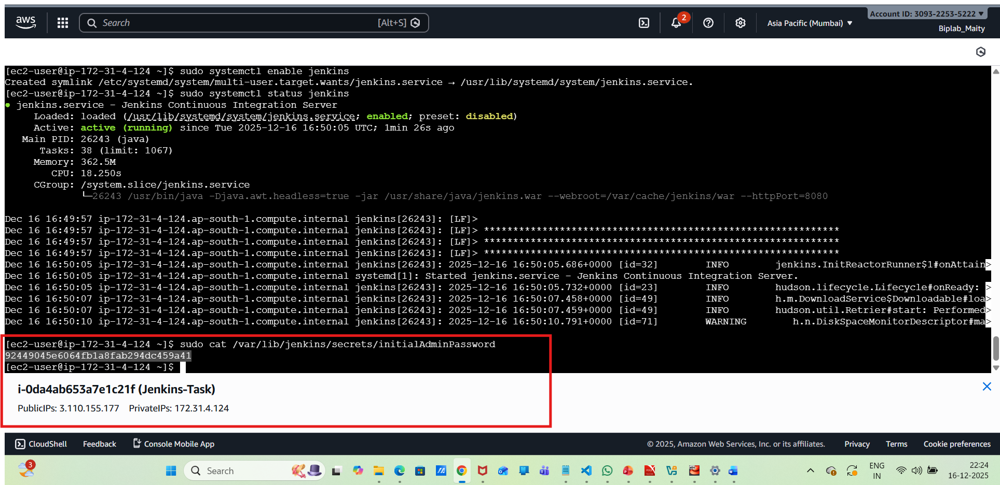 aws
Search [Alt+S]
2
Asia Pacific (Mumbai) ▼
Account ID: 3093-2253-5222 ▼
Biplab_Maity
[ec2-user@ip-172-31-4-124 ~]$ sudo systemctl enable jenkins
Created symlink /etc/systemd/system/multi-user.target.wants/jenkins.service → /usr/lib/systemd/system/jenkins.service.
[ec2-user@ip-172-31-4-124 ~]$ sudo systemctl status jenkins
● jenkins.service - Jenkins Continuous Integration Server
Loaded: loaded (/usr/lib/systemd/system/jenkins.service; enabled; preset: disabled)
Active: active (running) since Tue 2025-12-16 16:50:05 UTC; 1min 26s ago
Main PID: 26243 (java)
Tasks: 38 (limit: 1067)
Memory: 362.5M
CPU: 18.250s
CGroup: /system.slice/jenkins.service
└─26243 /usr/bin/java -Djava.awt.headless=true -jar /usr/share/java/jenkins.war --webroot=/var/cache/jenkins/war --httpPort=8080
Dec 16 16:49:57 ip-172-31-4-124.ap-south-1.compute.internal jenkins[26243]: [LF]>
Dec 16 16:49:57 ip-172-31-4-124.ap-south-1.compute.internal jenkins[26243]: [LF]> *************************************************************
Dec 16 16:49:57 ip-172-31-4-124.ap-south-1.compute.internal jenkins[26243]: [LF]> *************************************************************
Dec 16 16:49:57 ip-172-31-4-124.ap-south-1.compute.internal jenkins[26243]: [LF]> *************************************************************
Dec 16 16:50:05 ip-172-31-4-124.ap-south-1.compute.internal jenkins[26243]: 2025-12-16 16:50:05.686+0000 [id=32] INFO jenkins.InitReactorRunner$1#onAttain>
Dec 16 16:50:05 ip-172-31-4-124.ap-south-1.compute.internal systemd[1]: Started jenkins.service - Jenkins Continuous Integration Server.
Dec 16 16:50:05 ip-172-31-4-124.ap-south-1.compute.internal jenkins[26243]: 2025-12-16 16:50:05.732+0000 [id=23] INFO hudson.lifecycle.Lifecycle#onReady: >
Dec 16 16:50:07 ip-172-31-4-124.ap-south-1.compute.internal jenkins[26243]: 2025-12-16 16:50:07.458+0000 [id=49] INFO h.m.DownloadService$Downloadable#loa>
Dec 16 16:50:07 ip-172-31-4-124.ap-south-1.compute.internal jenkins[26243]: 2025-12-16 16:50:07.459+0000 [id=49] INFO hudson.util.Retrier#start: Performed>
Dec 16 16:50:10 ip-172-31-4-124.ap-south-1.compute.internal jenkins[26243]: 2025-12-16 16:50:10.791+0000 [id=71] WARNING h.n.DiskSpaceMonitorDescriptor#ma>
[ec2-user@ip-172-31-4-124 ~]$ sudo cat /var/lib/jenkins/secrets/initialAdminPassword
92449045e6064fb1a8fab294dc459a41
[ec2-user@ip-172-31-4-124 ~]$
i-0da4ab653a7e1c21f (Jenkins-Task)
PublicIPs: 3.110.155.177 PrivateIPs: 172.31.4.124
CloudShell Feedback Console Mobile App © 2025, Amazon Web Services, Inc. or its affiliates. Privacy Terms Cookie preferences
3
Search
ENG
IN
22:24
16-12-2025